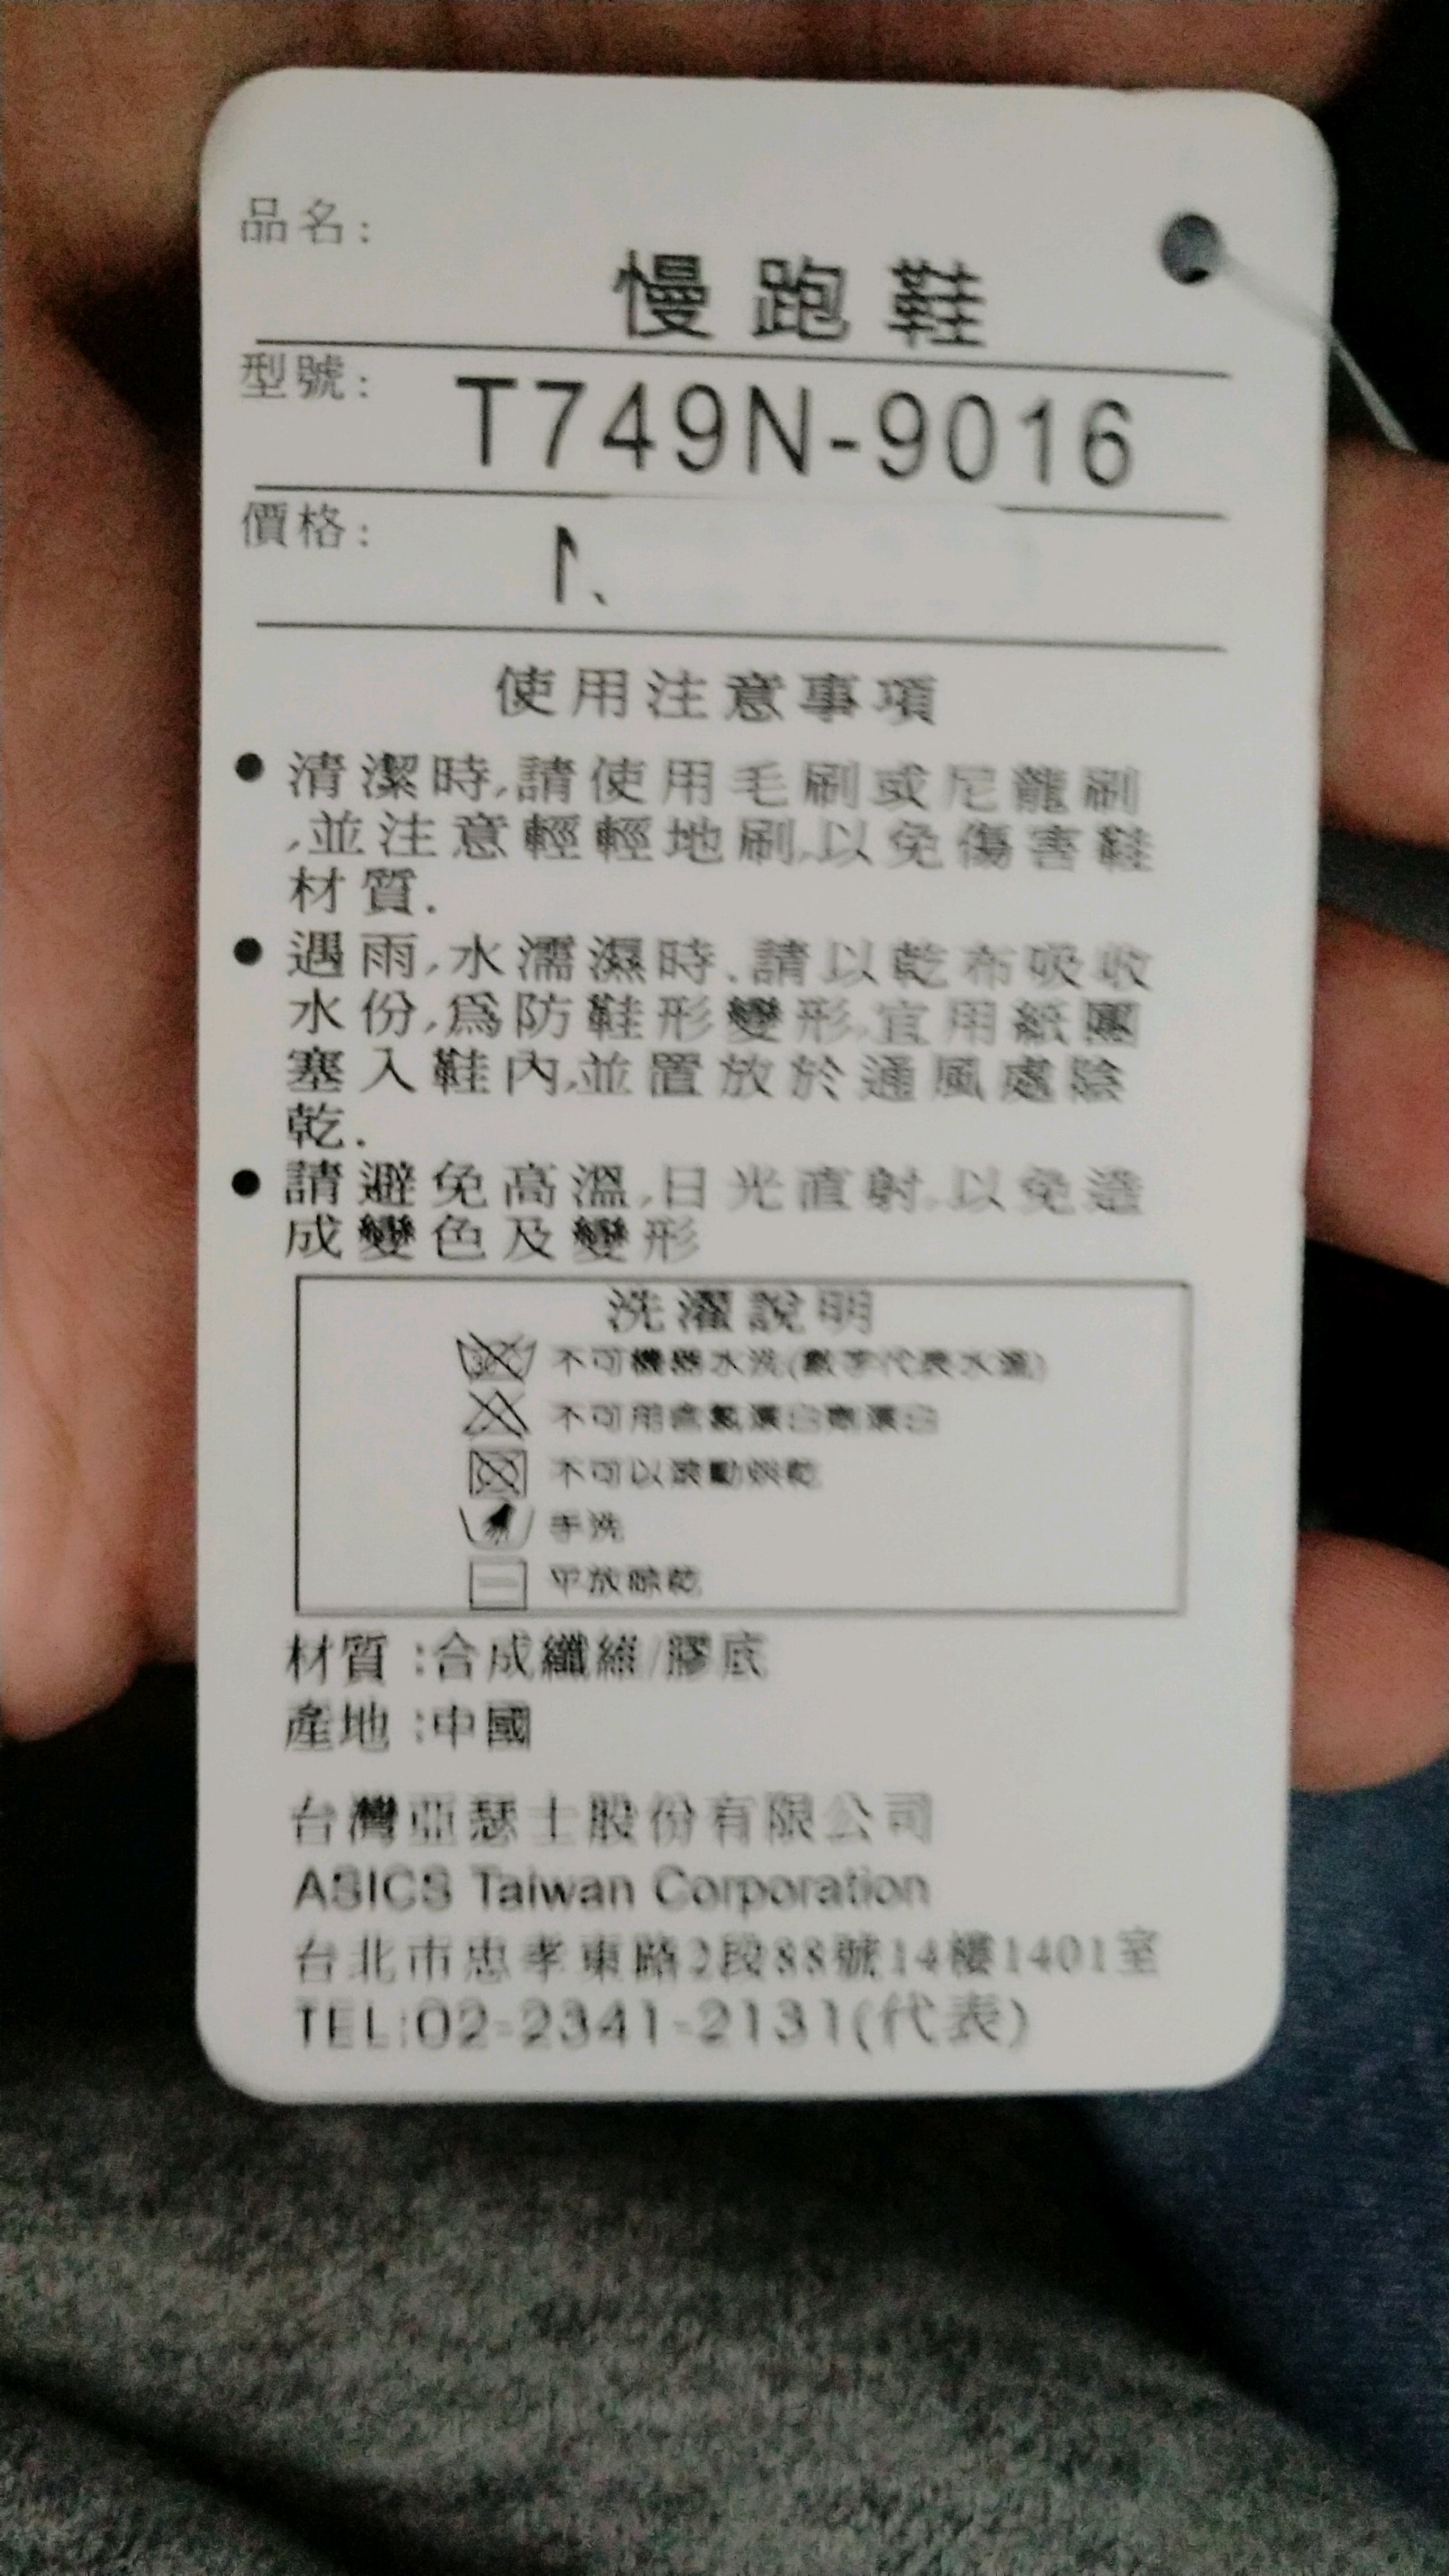 品名:
慢跑鞋
型號:
T749N-9016
價格:
使用注意事項
● 清潔時,請使用毛刷或尼龍刷
,並注意輕輕地刷,以免傷害鞋
材質.
● 遇雨,水濡濕時,請以乾布吸收
水份,為防鞋形變形,宜用紙團
塞入鞋內,並置放於通風處陰
乾.
● 請避免高溫,日光直射,以免造
成變色及變形
洗濯說明
不可機器水洗(數字代表水溫)
不可用含氯漂白劑漂白
不可以滾動烘乾
手洗
平放晾乾
材質:合成纖維/膠底
產地:中國
台灣亞瑟士股份有限公司
ASICS Taiwan Corporation
台北市忠孝東路2段88號14樓1401室
TEL:02-2341-2131(代表)